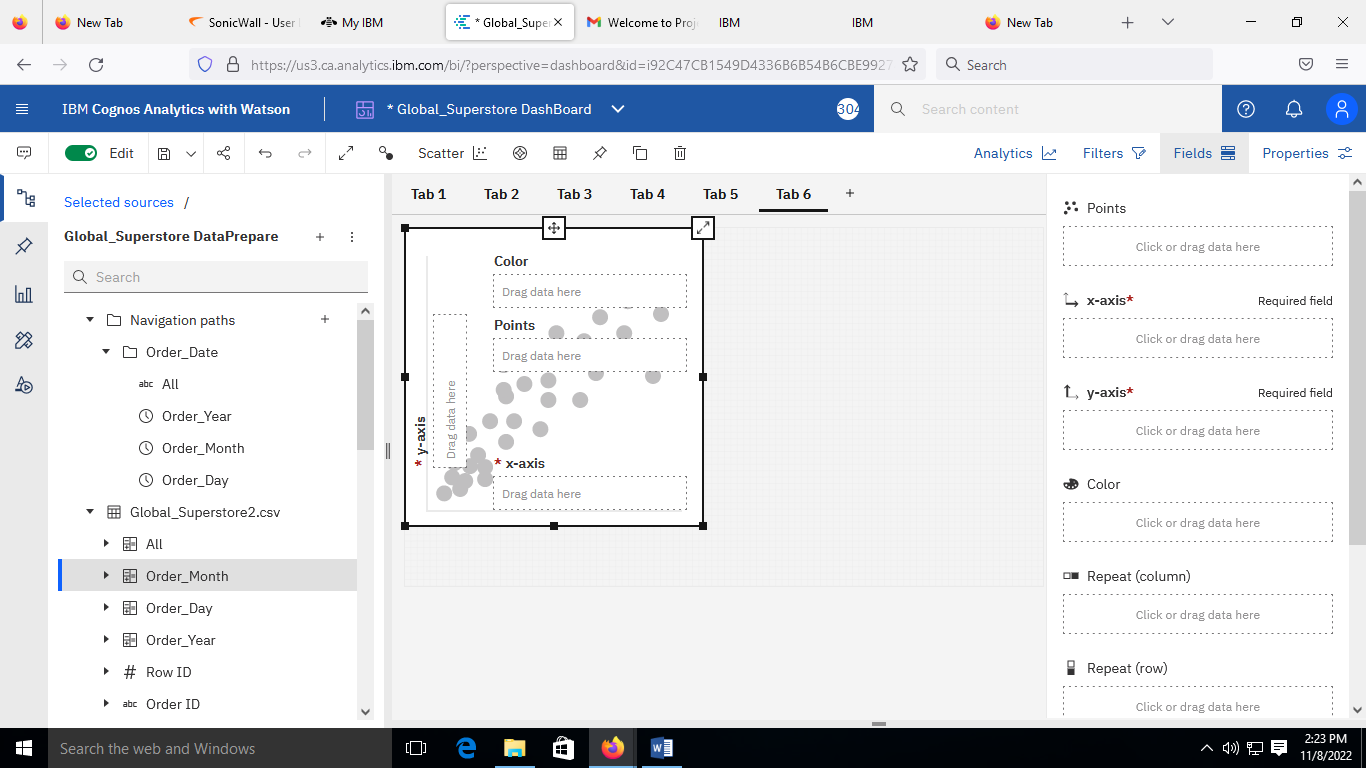 New Tab
SonicWall - User
My IBM
* Global_Supe
Welcome to Proj
IBM
IBM
New Tab
https://us3.ca.analytics.ibm.com/bi/?perspective=dashboard&id=i92C47CB1549D4336B6B54B6CBE9927
Search
IBM Cognos Analytics with Watson
* Global_Superstore DashBoard
304
Search content
Edit
Scatter
Analytics
Filters
Fields
Properties
Selected sources /
Global_Superstore DataPrepare
Search
Navigation paths
Order_Date
abc All
Order_Year
Order_Month
Order_Day
Global_Superstore2.csv
All
Order_Month
Order_Day
Order_Year
# Row ID
abc Order ID
Tab 1
Tab 2
Tab 3
Tab 4
Tab 5
Tab 6
Color
Drag data here
Points
Drag data here
* y-axis
Drag data here
* x-axis
Drag data here
Points
Click or drag data here
x-axis* Required field
Click or drag data here
y-axis* Required field
Click or drag data here
Color
Click or drag data here
Repeat (column)
Click or drag data here
Repeat (row)
Click or drag data here
Search the web and Windows
2:23 PM
11/8/2022